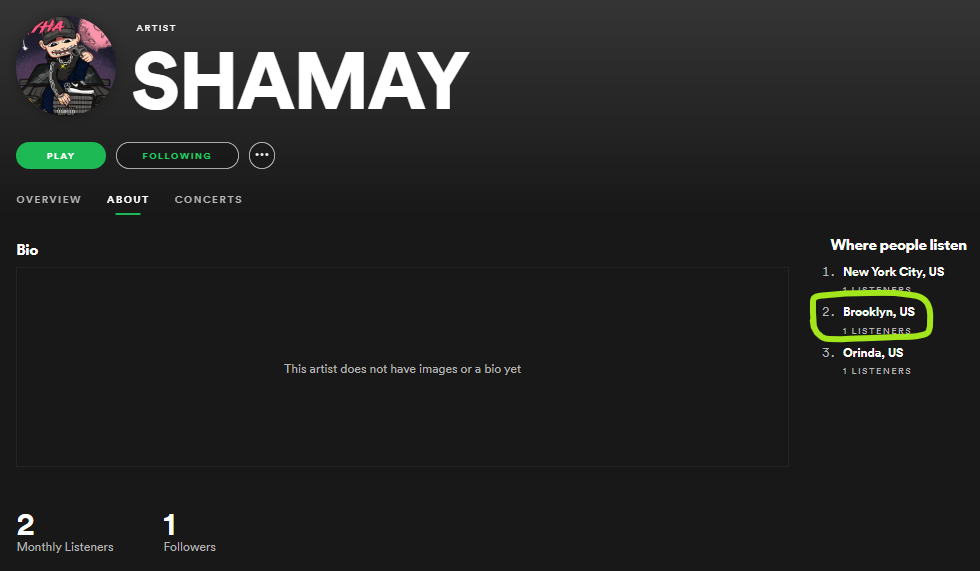 ARTIST
SHAMAY
PLAY
FOLLOWING
OVERVIEW ABOUT CONCERTS
Bio
This artist does not have images or a bio yet
Where people listen
1. New York City, US
1 LISTENERS
2. Brooklyn, US
1 LISTENERS
3. Orinda, US
1 LISTENERS
2
Monthly Listeners
1
Followers